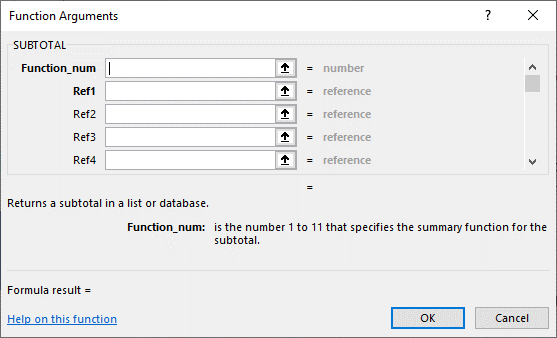 Function Arguments ? ×
SUBTOTAL
Function_num = number
Ref1 = reference
Ref2 = reference
Ref3 = reference
Ref4 = reference
=
Returns a subtotal in a list or database.
Function_num: is the number 1 to 11 that specifies the summary function for the
subtotal.
Formula result =
Help on this function OK Cancel